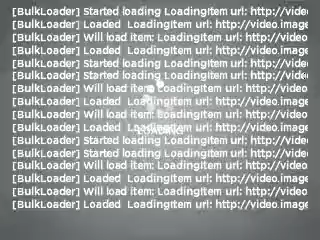 [BulkLoader] Started loading LoadingItem url: http://video
[BulkLoader] Loaded LoadingItem url: http://video.image
[BulkLoader] Will load item: LoadingItem url: http://video
[BulkLoader] Loaded LoadingItem url: http://video.image
[BulkLoader] Started loading LoadingItem url: http://vide
[BulkLoader] Started loading LoadingItem url: http://vide
[BulkLoader] Will load item: LoadingItem url: http://video
[BulkLoader] Loaded LoadingItem url: http://video.image
[BulkLoader] Will load item: LoadingItem url: http://video
[BulkLoader] Loaded LoadingItem url: http://video.image
[BulkLoader] Started loading LoadingItem url: http://vide
[BulkLoader] Started loading LoadingItem url: http://vide
[BulkLoader] Will load item: LoadingItem url: http://video
[BulkLoader] Loaded LoadingItem url: http://video.image
[BulkLoader] Will load item: LoadingItem url: http://video
[BulkLoader] Loaded LoadingItem url: http://video.image